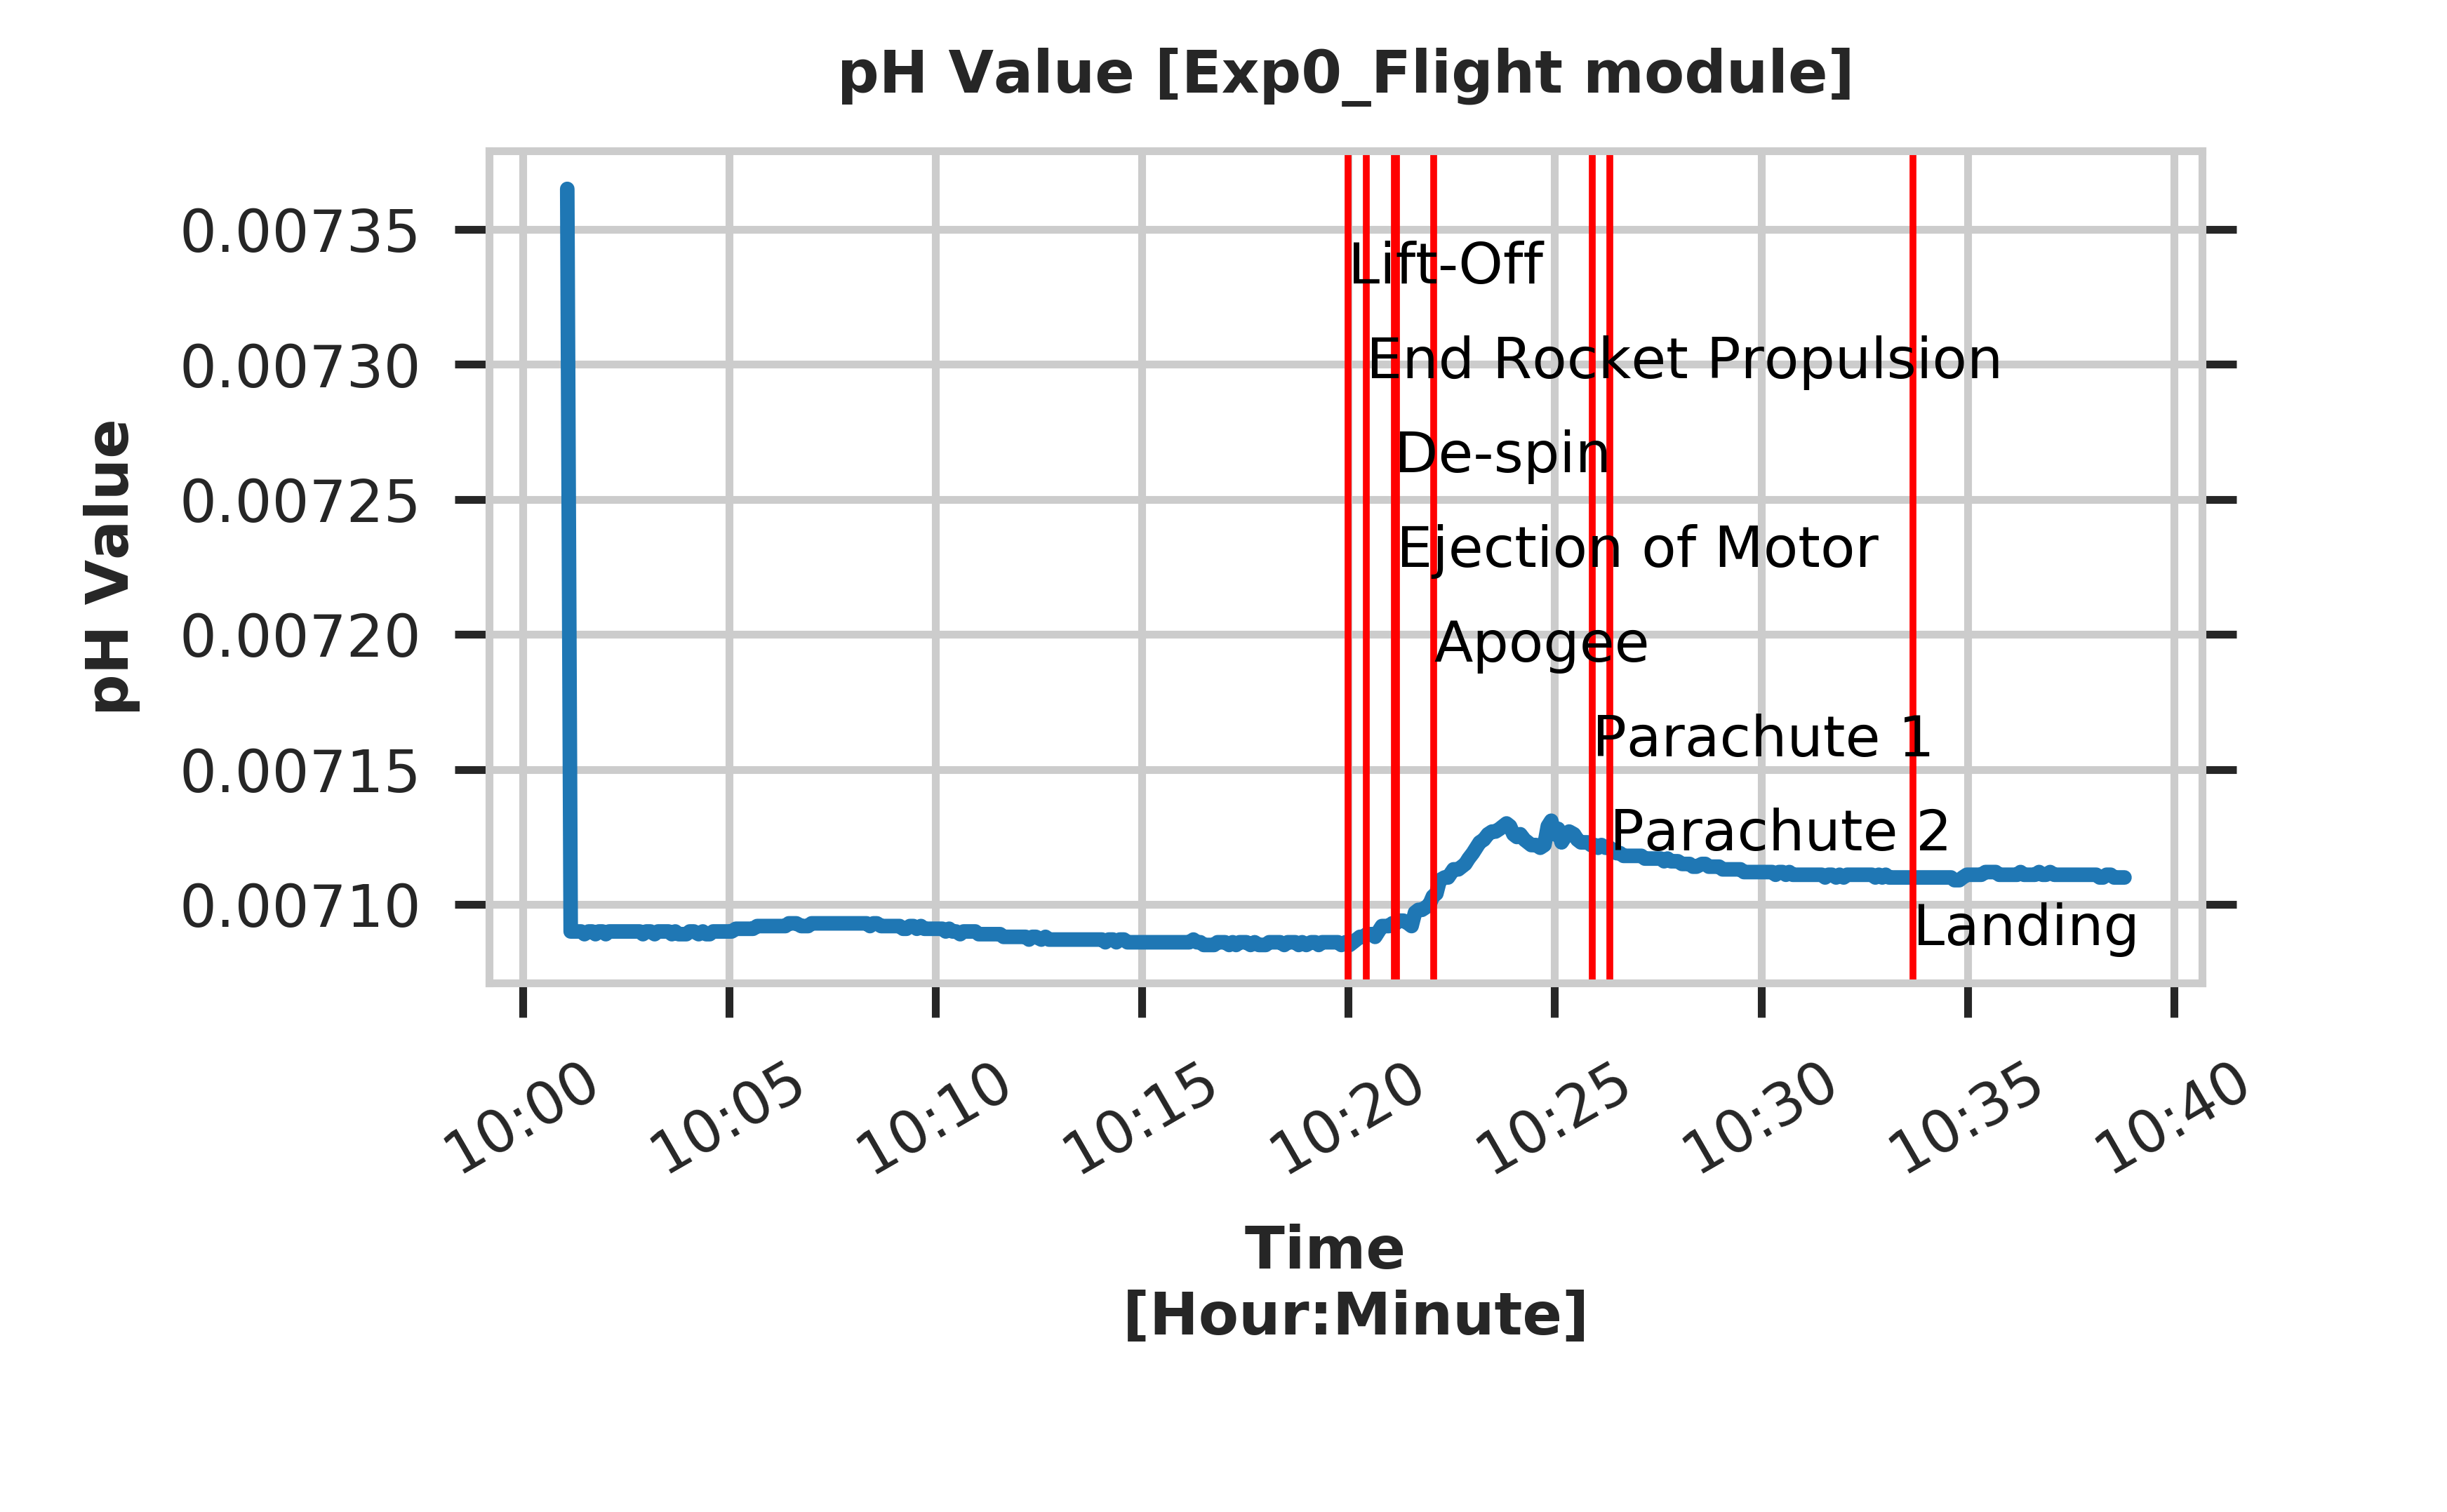 pH Value [Exp0_Flight module]
pH Value
0.00735
0.00730
0.00725
0.00720
0.00715
0.00710
Lift-Off
End Rocket Propulsion
De-spin
Ejection of Motor
Apogee
Parachute 1
Parachute 2
Landing
10:00
10:05
10:10
10:15
10:20
10:25
10:30
10:35
10:40
Time
[Hour:Minute]